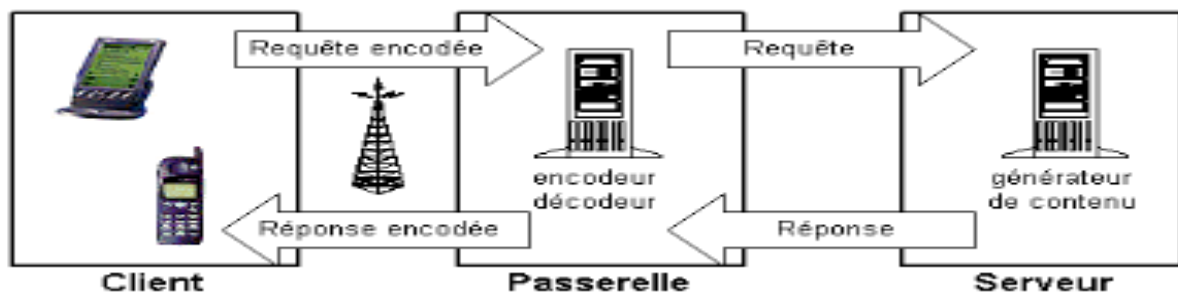 Requête encodée
Requête
encodeur
décodeur
générateur
de contenu
Réponse encodée
Réponse
Client
Passerelle
Serveur